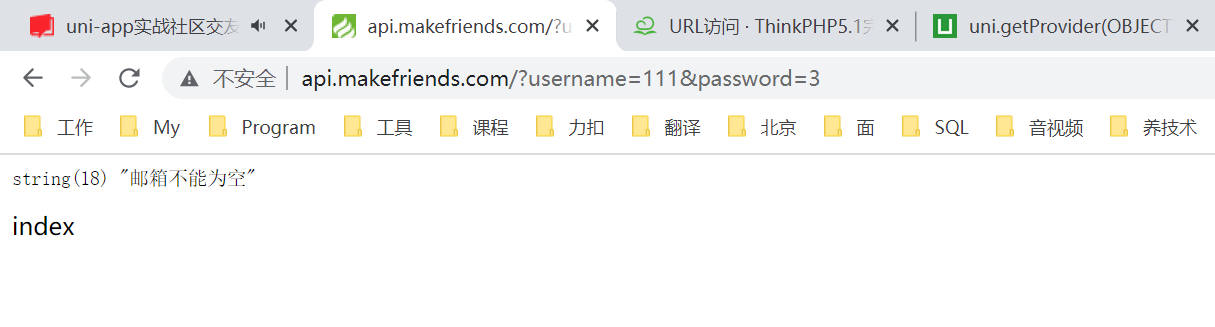 uni-app实战社区交友 api.makefriends.com/?u URL访问 · ThinkPHP5.1完 uni.getProvider(OBJECT
不安全 api.makefriends.com/?username=111&password=3
工作 My Program 工具 课程 力扣 翻译 北京 面 SQL 音视频 养技术
string(18) "邮箱不能为空"
index